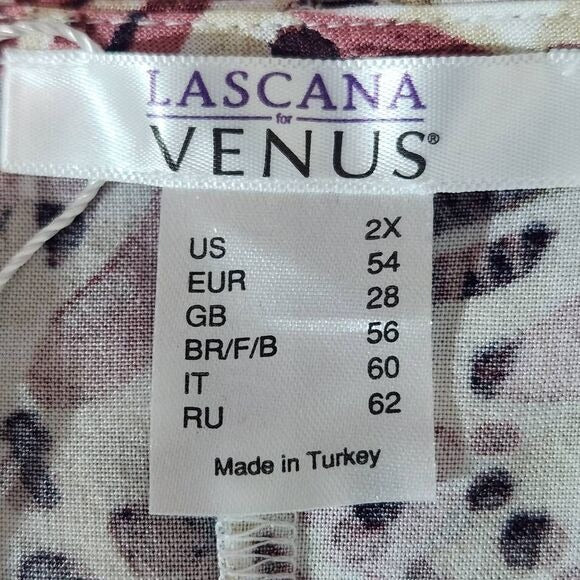 LASCANA
for
VENUS®
US 2X
EUR 54
GB 28
BR/F/B 56
IT 60
RU 62
Made in Turkey